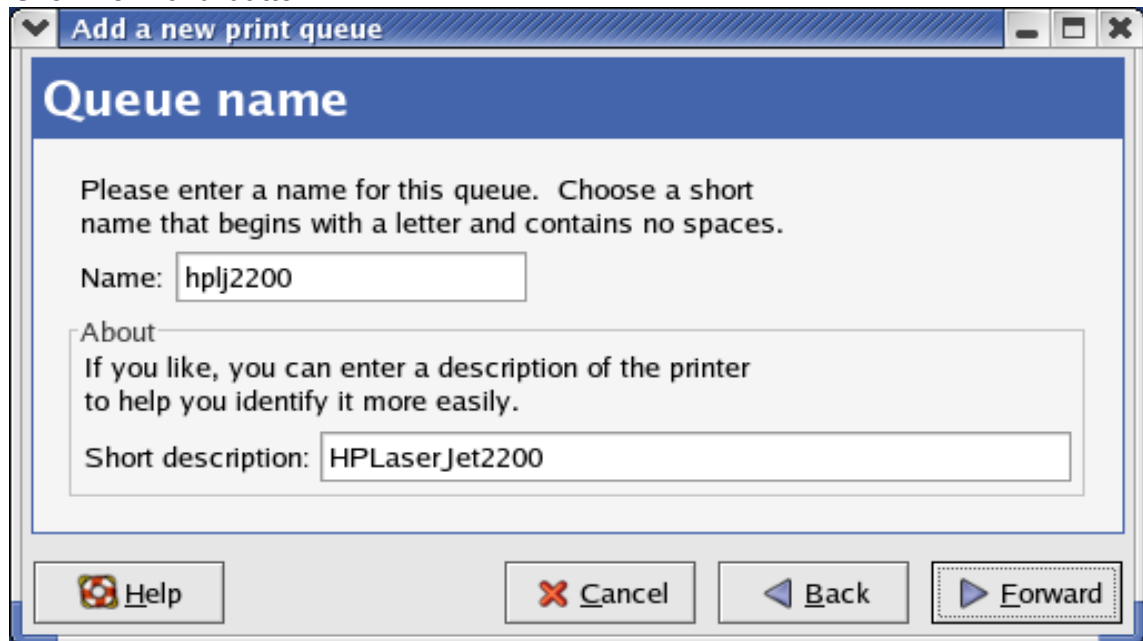 Add a new print queue
Queue name
Please enter a name for this queue.  Choose a short
name that begins with a letter and contains no spaces.
Name: hplj2200
About
If you like, you can enter a description of the printer
to help you identify it more easily.
Short description: HPLaserJet2200
Help Cancel Back Forward